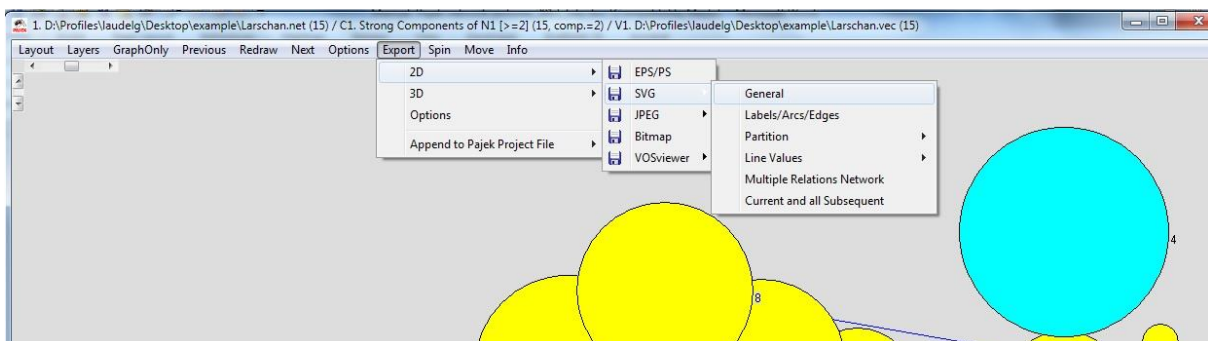 1. D:\Profiles\laudelg\Desktop\example\Larschan.net (15) / C1. Strong Components of N1 [>=2] (15, comp.=2) / V1. D:\Profiles\laudelg\Desktop\example\Larschan.vec (15)
Layout Layers GraphOnly Previous Redraw Next Options Export Spin Move Info
2D
3D
Options
Append to Pajek Project File
EPS/PS
SVG
JPEG
Bitmap
VOSviewer
General
Labels/Arcs/Edges
Partition
Line Values
Multiple Relations Network
Current and all Subsequent
4
8